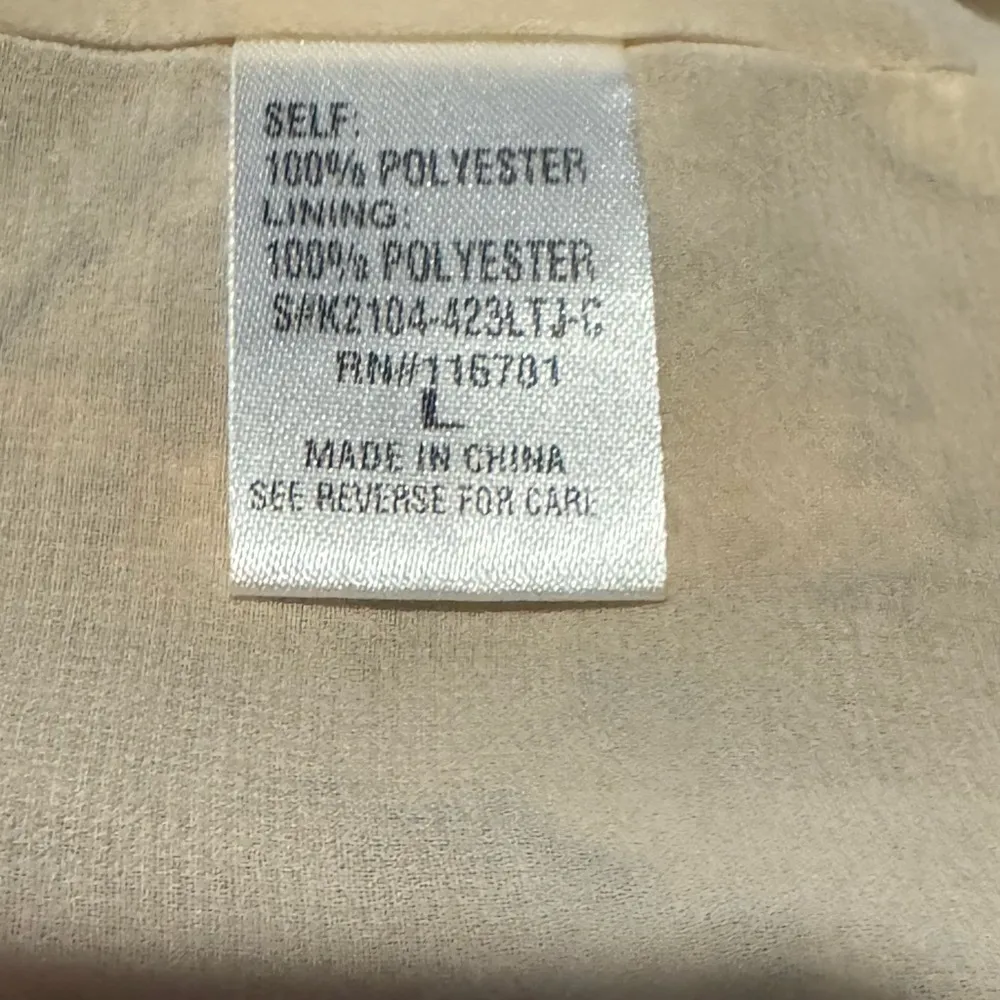 SELF:
100% POLYESTER
LINING:
100% POLYESTER
S#K2104-423LTJ-C
RN#116701
L
MADE IN CHINA
SEE REVERSE FOR CARE